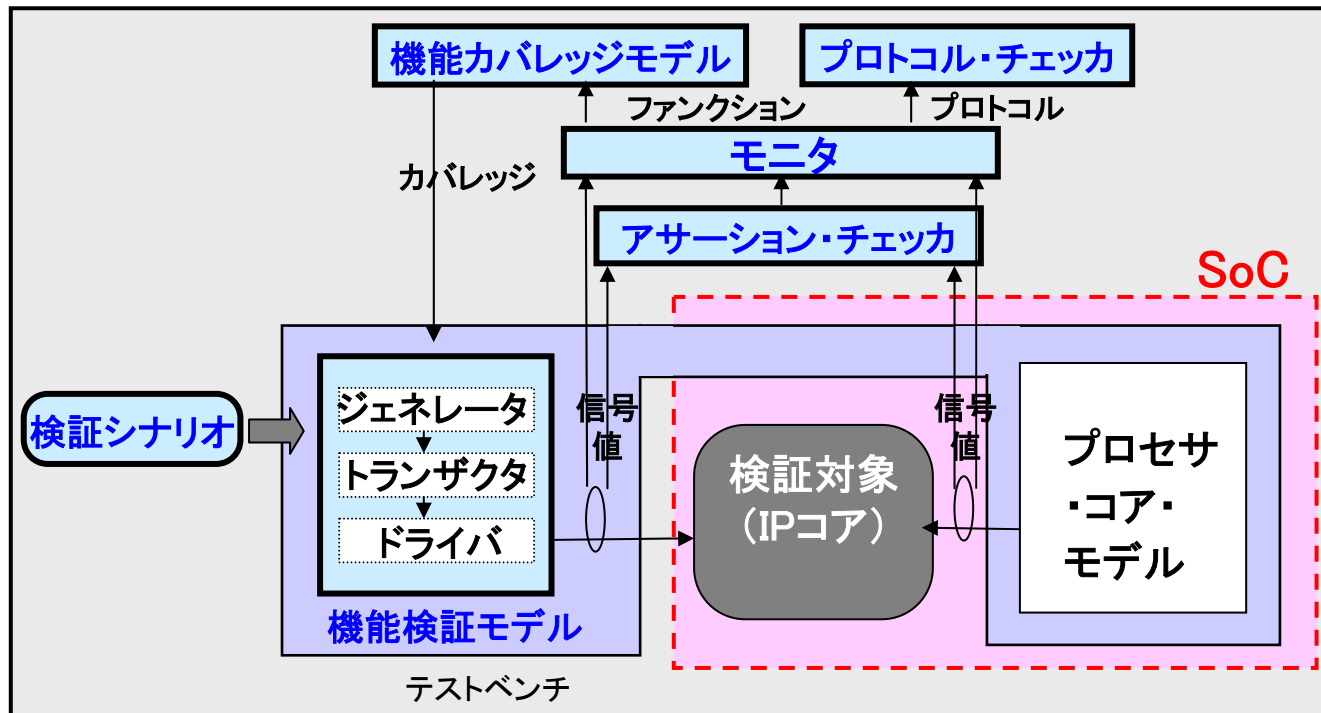 機能カバレッジモデル
プロトコル・チェッカ
ファンクション
プロトコル
モニタ
カバレッジ
アサーション・チェッカ
SoC
検証シナリオ
ジェネレータ
トランザクタ
ドライバ
機能検証モデル
信号
値
検証対象
(IPコア)
信号
値
プロセサ
・コア・
モデル
テストベンチ